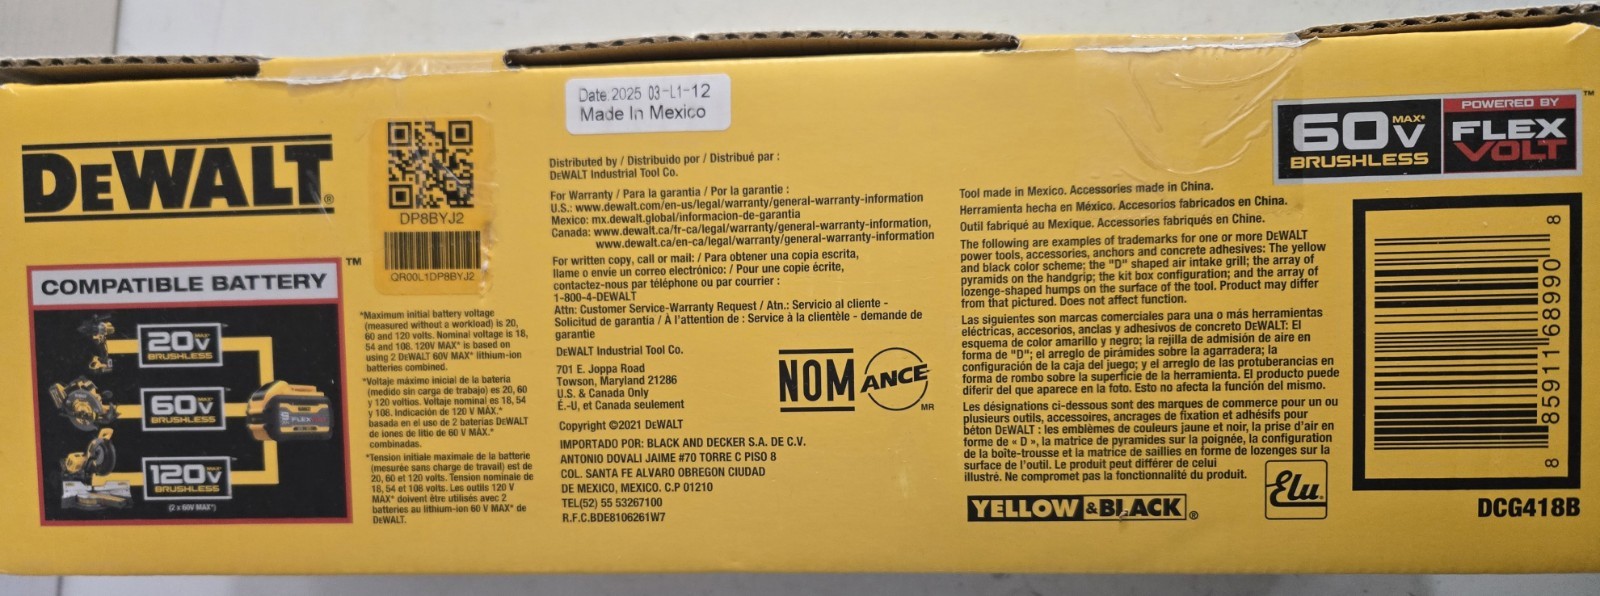 DEWALT®
COMPATIBLE BATTERY™
20V MAX*
BRUSHLESS
60V MAX*
BRUSHLESS
120V MAX*
BRUSHLESS
(2 x 60V MAX*)
FLEX
DP8BYJ2
QR00L1DP8BYJ2
*Maximum initial battery voltage
(measured without a workload) is 20,
60 and 120 volts. Nominal voltage is 18,
54 and 108. 120V MAX* is based on
using 2 DEWALT 60V MAX* lithium-ion
batteries combined.
*Voltaje máximo inicial de la batería
(medido sin carga de trabajo) es 20, 60
y 120 voltios. Voltaje nominal es 18, 54
y 108. Indicación de 120 V MÁX.*
basada en el uso de 2 baterías DEWALT
de iones de litio de 60 V MÁX.*
combinadas.
*Tension initiale maximale de la batterie
(mesurée sans charge de travail) est de
20, 60 et 120 volts. Tension nominale de
18, 54 et 108 volts. Les outils 120 V
MAX* doivent être utilisés avec 2
batteries au lithium-ion 60 V MAX* de
DEWALT.
Date.2025 03-L1-12
Made In Mexico
Distributed by / Distribuido por / Distribué par :
DEWALT Industrial Tool Co.
For Warranty / Para la garantia / Por la garantie :
U.S.: www.dewalt.com/en-us/legal/warranty/general-warranty-information
Mexico: mx.dewalt.global/informacion-de-garantia
Canada: www.dewalt.ca/fr-ca/legal/warranty/general-warranty-information,
www.dewalt.ca/en-ca/legal/warranty/general-warranty-information
For written copy, call or mail: / Para obtener una copia escrita,
llame o envie un correo electrónico: / Pour une copie écrite,
contactez-nous par téléphone ou par courrier :
1-800-4-DEWALT
Attn: Customer Service-Warranty Request / Atn.: Servicio al cliente -
Solicitud de garantia / À l'attention de : Service à la clientèle - demande de
garantie
DEWALT Industrial Tool Co.
701 E. Joppa Road
Towson, Maryland 21286
U.S. & Canada Only
É.-U, et Canada seulement
Copyright ©2021 DEWALT
IMPORTADO POR: BLACK AND DECKER S.A. DE C.V.
ANTONIO DOVALI JAIME #70 TORRE C PISO 8
COL. SANTA FE ALVARO OBREGON CIUDAD
DE MEXICO, MEXICO. C.P 01210
TEL(52) 55 53267100
R.F.C.BDE8106261W7
NOM ANCE MR
60V MAX*
BRUSHLESS
POWERED BY
FLEX
VOLT™
Tool made in Mexico. Accessories made in China.
Herramienta hecha en México. Accesorios fabricados en China.
Outil fabriqué au Mexique. Accessories fabriqués en Chine.
The following are examples of trademarks for one or more DEWALT
power tools, accessories, anchors and concrete adhesives: The yellow
and black color scheme; the "D" shaped air intake grill; the array of
pyramids on the handgrip; the kit box configuration; and the array of
lozenge-shaped humps on the surface of the tool. Product may differ
from that pictured. Does not affect function.
Las siguientes son marcas comerciales para una o más herramientas
eléctricas, accesorios, anclas y adhesivos de concreto DEWALT: El
esquema de color amarillo y negro; la rejilla de admisión de aire en
forma de "D"; el arreglo de pirámides sobre la agarradera; la
configuración de la caja del juego; y el arreglo de las protuberancias en
forma de rombo sobre la superficie de la herramienta. El producto puede
diferir del que aparece en la foto. Esto no afecta la función del mismo.
Les désignations ci-dessous sont des marques de commerce pour un ou
plusieurs outils, accessoires, ancrages de fixation et adhésifs pour
béton DEWALT : les emblèmes de couleurs jaune et noir, la prise d'air en
forme de « D », la matrice de pyramides sur la poignée, la configuration
de la boîte-trousse et la matrice de saillies en forme de lozenges sur la
surface de l'outil. Le produit peut différer de celui
illustré. Ne compromet pas la fonctionnalité du produit.
YELLOW & BLACK®
Elu®
8 85911 68990 8
DCG418B